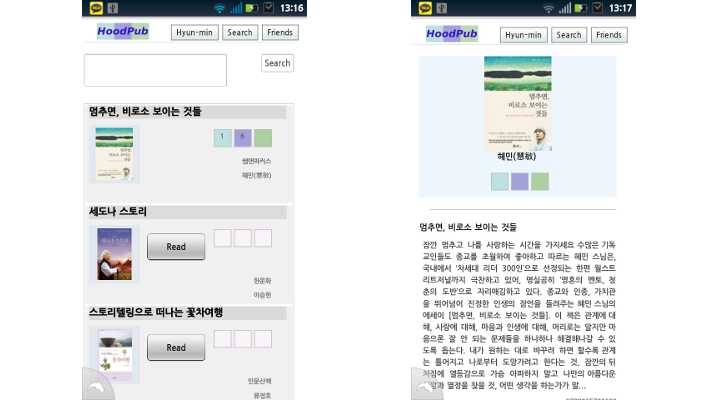 13:16
HoodPub
Hyun-min
Search
Friends
Search
멈추면, 비로소 보이는 것들
1
6
쌤앤파커스
혜민(慧敏)
세도나 스토리
Read
한문화
이승헌
스토리텔링으로 떠나는 꽃차여행
Read
인문산책
류정호
13:17
HoodPub
Hyun-min
Search
Friends
멈추면,
비로소 보이는
것들
혜민(慧敏)
멈추면, 비로소 보이는 것들
잠깐 멈추고 나를 사랑하는 시간을 가지세요 수많은 기독
교인들도 종교를 초월하여 좋아하고 따르는 혜민 스님은,
국내에서 '차세대 리더 300인'으로 선정되는 한편 월스트
리트저널까지 극찬하고 있어, 명실공히 '영혼의 멘토, 청
춘의 도반'으로 자리매김하고 있다. 종교와 인종, 가치관
을 뛰어넘어 진정한 인생의 잠언을 들려주는 혜민 스님의
에세이 [멈추면, 비로소 보이는 것들]. 이 책은 관계에 대
해, 사랑에 대해, 마음과 인생에 대해, 머리로는 알지만 마
음으론 잘 안 되는 문제들을 하나하나 해결해나갈 수 있
도록 돕는다. 내가 원하는 대로 바꾸려 하면 할수록 관계
는 틀어지고 나로부터 도망가려고 한다는 것, 잠깐의 뒤
처짐에 열등감으로 가슴 아파하지 말고 나만의 아름다운
색깔과 열정을 찾을 것, 어떤 생각을 하는가가 말...